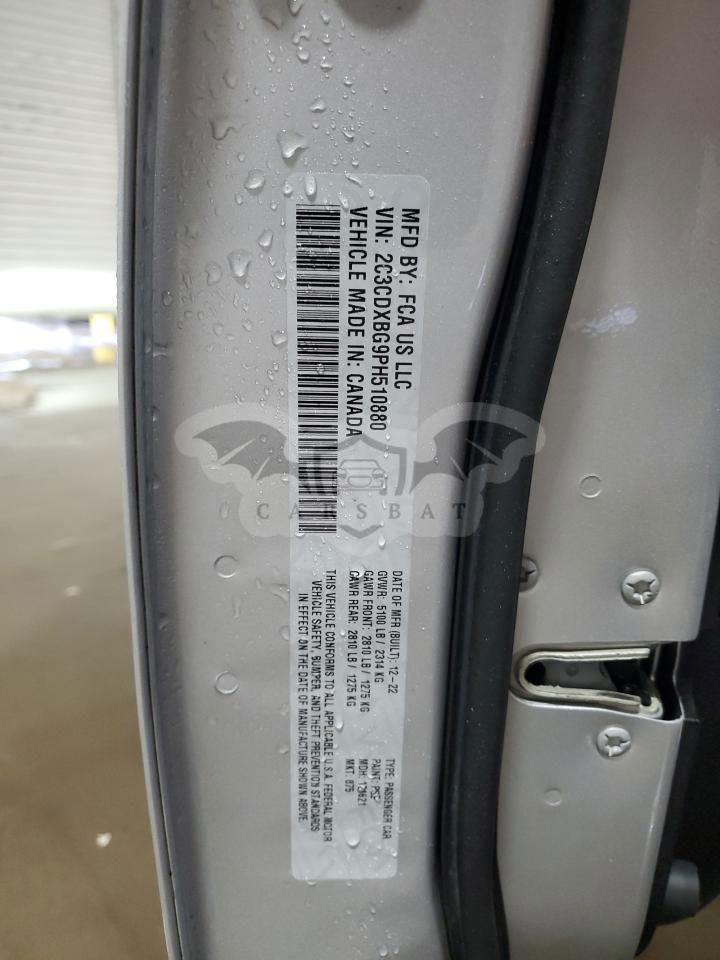 MFD BY: FCA US LLC
VIN: 2C3CDXBG9PH510880
VEHICLE MADE IN: CANADA
DATE OF MFR (BUILT): 12-22
GVWR: 5100 LB / 2314 KG
GAWR FRONT: 2810 LB / 1275 KG
GAWR REAR: 2810 LB / 1275 KG
TYPE: PASSENGER CAR
PAINT:
MDH:
MKT: 875
THIS VEHICLE CONFORMS TO ALL APPLICABLE U.S.A. FEDERAL MOTOR
VEHICLE SAFETY, BUMPER, AND THEFT PREVENTION STANDARDS
IN EFFECT ON THE DATE OF MANUFACTURE SHOWN ABOVE.
CARSBAT